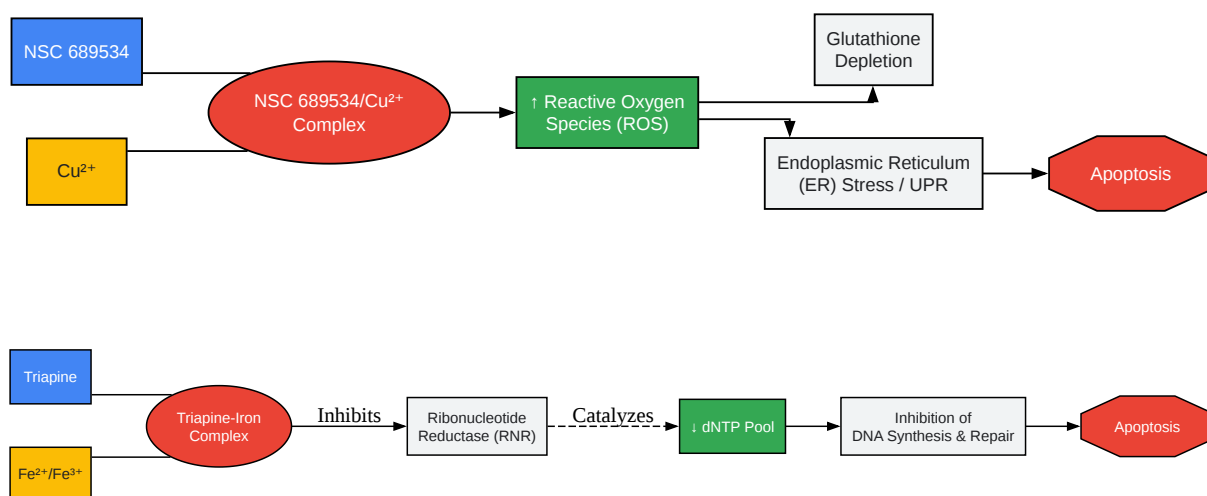 NSC 689534
Cu²⁺
NSC 689534/Cu²⁺
Complex
↑ Reactive Oxygen
Species (ROS)
Glutathione
Depletion
Endoplasmic Reticulum
(ER) Stress / UPR
Apoptosis
Triapine
Fe²⁺/Fe³⁺
Triapine-Iron
Complex
Inhibits
Ribonucleotide
Reductase (RNR)
Catalyzes
↓ dNTP Pool
Inhibition of
DNA Synthesis & Repair
Apoptosis